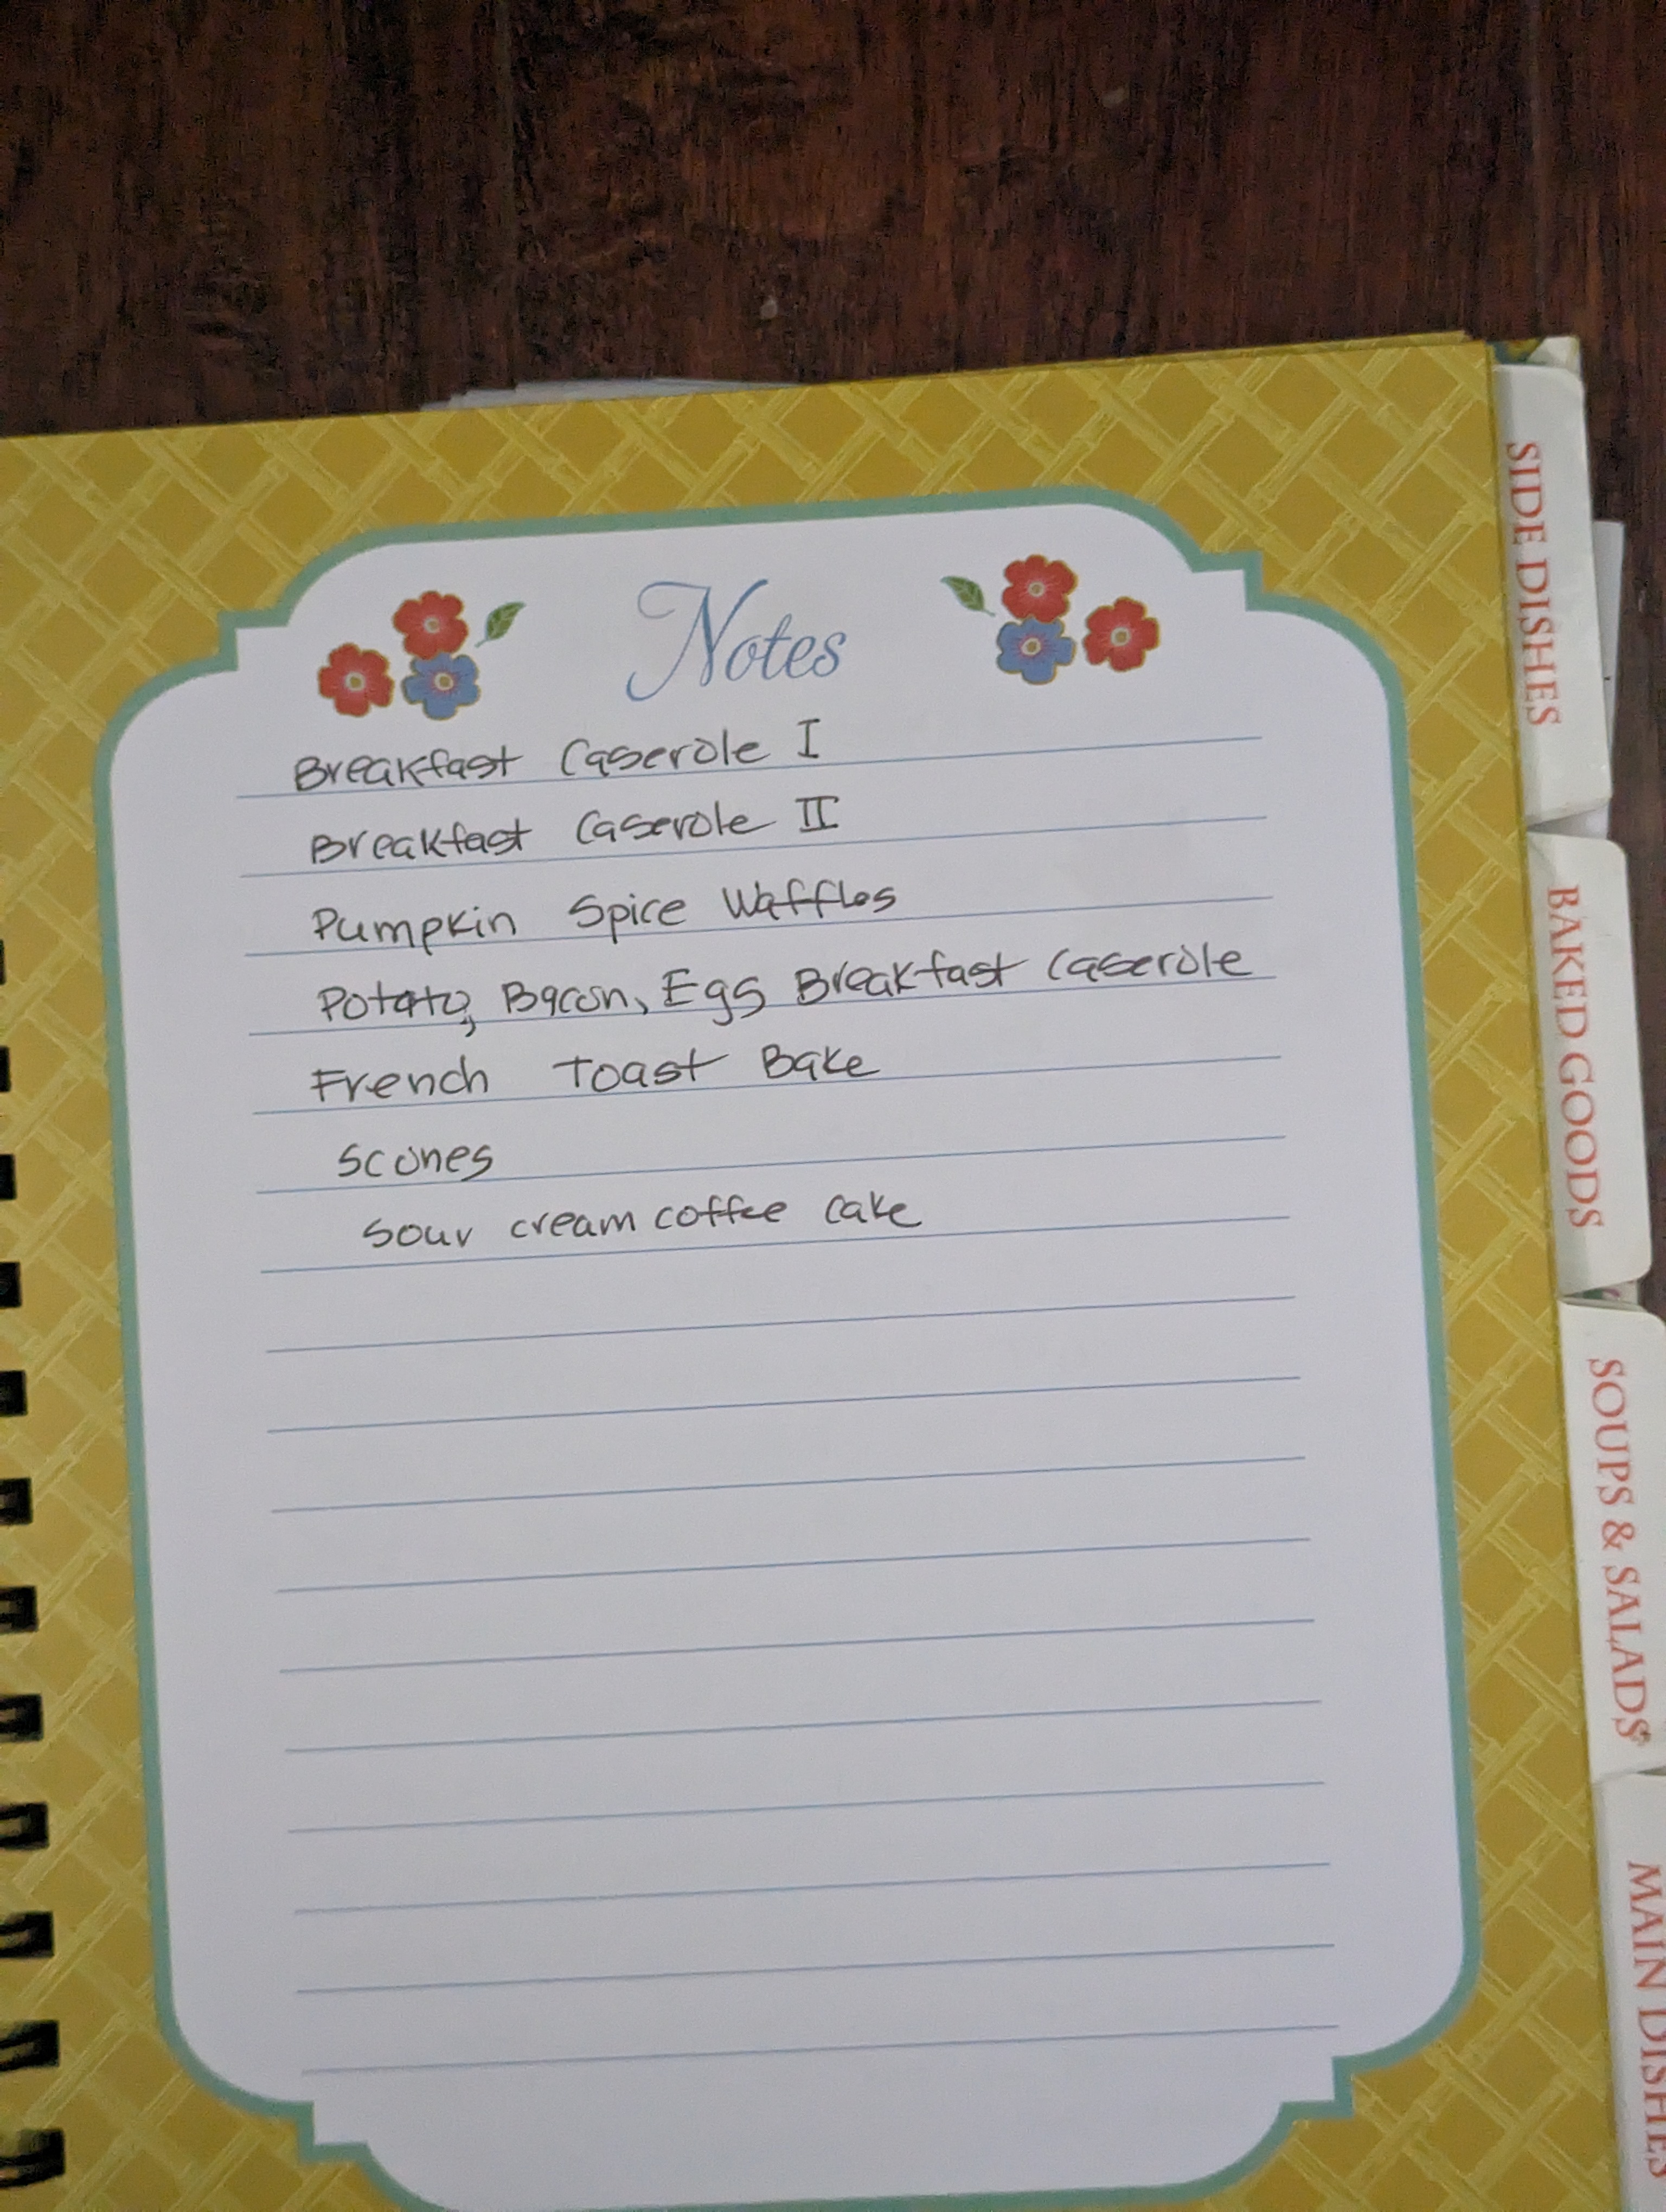 Notes
Breakfast Caserole I
Breakfast Caserole II
Pumpkin Spice Waffles
Potato, Bacon, Egg Breakfast Caserole
French Toast Bake
Scones
Sour cream coffee cake
SIDE DISHES
BAKED GOODS
SOUPS & SALADS
MAIN DISHES